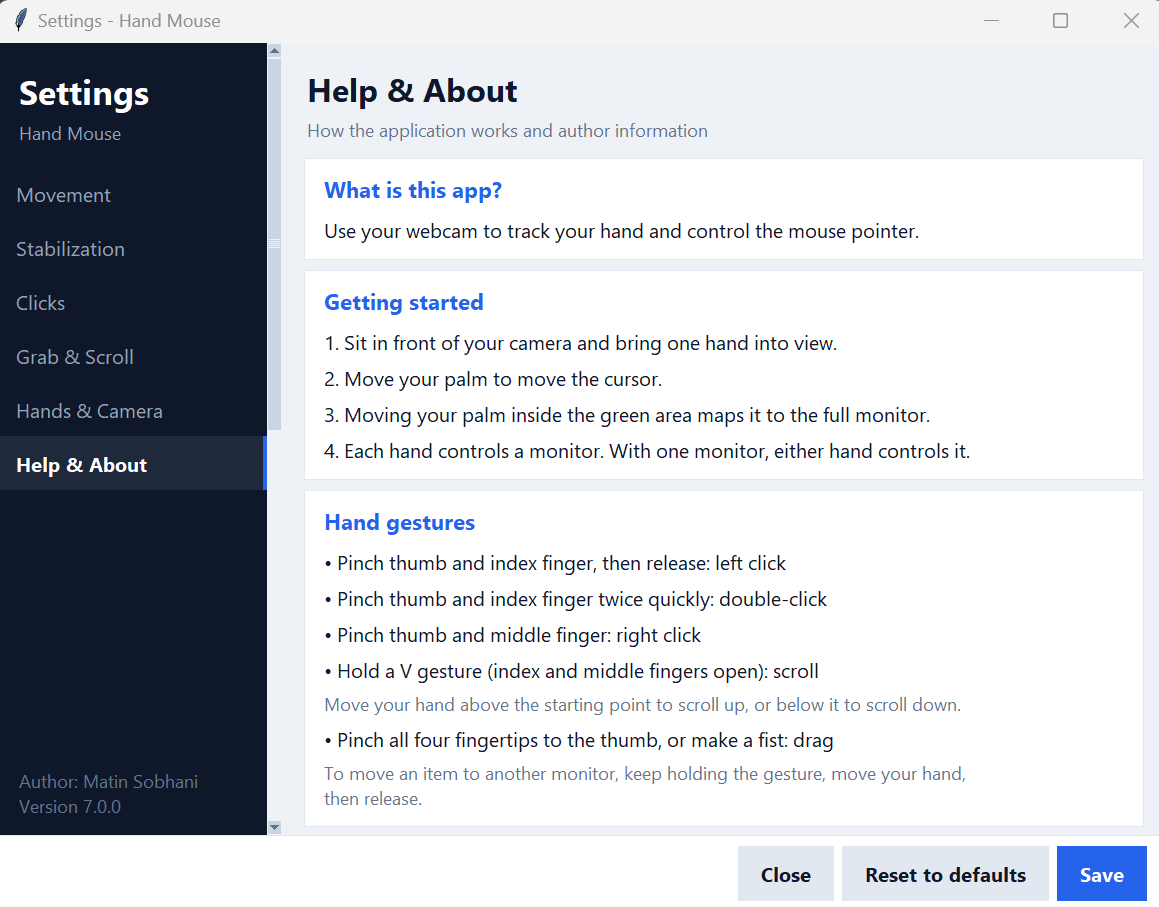 Settings - Hand Mouse
Settings
Hand Mouse
Movement
Stabilization
Clicks
Grab & Scroll
Hands & Camera
Help & About
Author: Matin Sobhani
Version 7.0.0
Help & About
How the application works and author information
What is this app?
Use your webcam to track your hand and control the mouse pointer.
Getting started
1. Sit in front of your camera and bring one hand into view.
2. Move your palm to move the cursor.
3. Moving your palm inside the green area maps it to the full monitor.
4. Each hand controls a monitor. With one monitor, either hand controls it.
Hand gestures
• Pinch thumb and index finger, then release: left click
• Pinch thumb and index finger twice quickly: double-click
• Pinch thumb and middle finger: right click
• Hold a V gesture (index and middle fingers open): scroll
Move your hand above the starting point to scroll up, or below it to scroll down.
• Pinch all four fingertips to the thumb, or make a fist: drag
To move an item to another monitor, keep holding the gesture, move your hand,
then release.
Close
Reset to defaults
Save